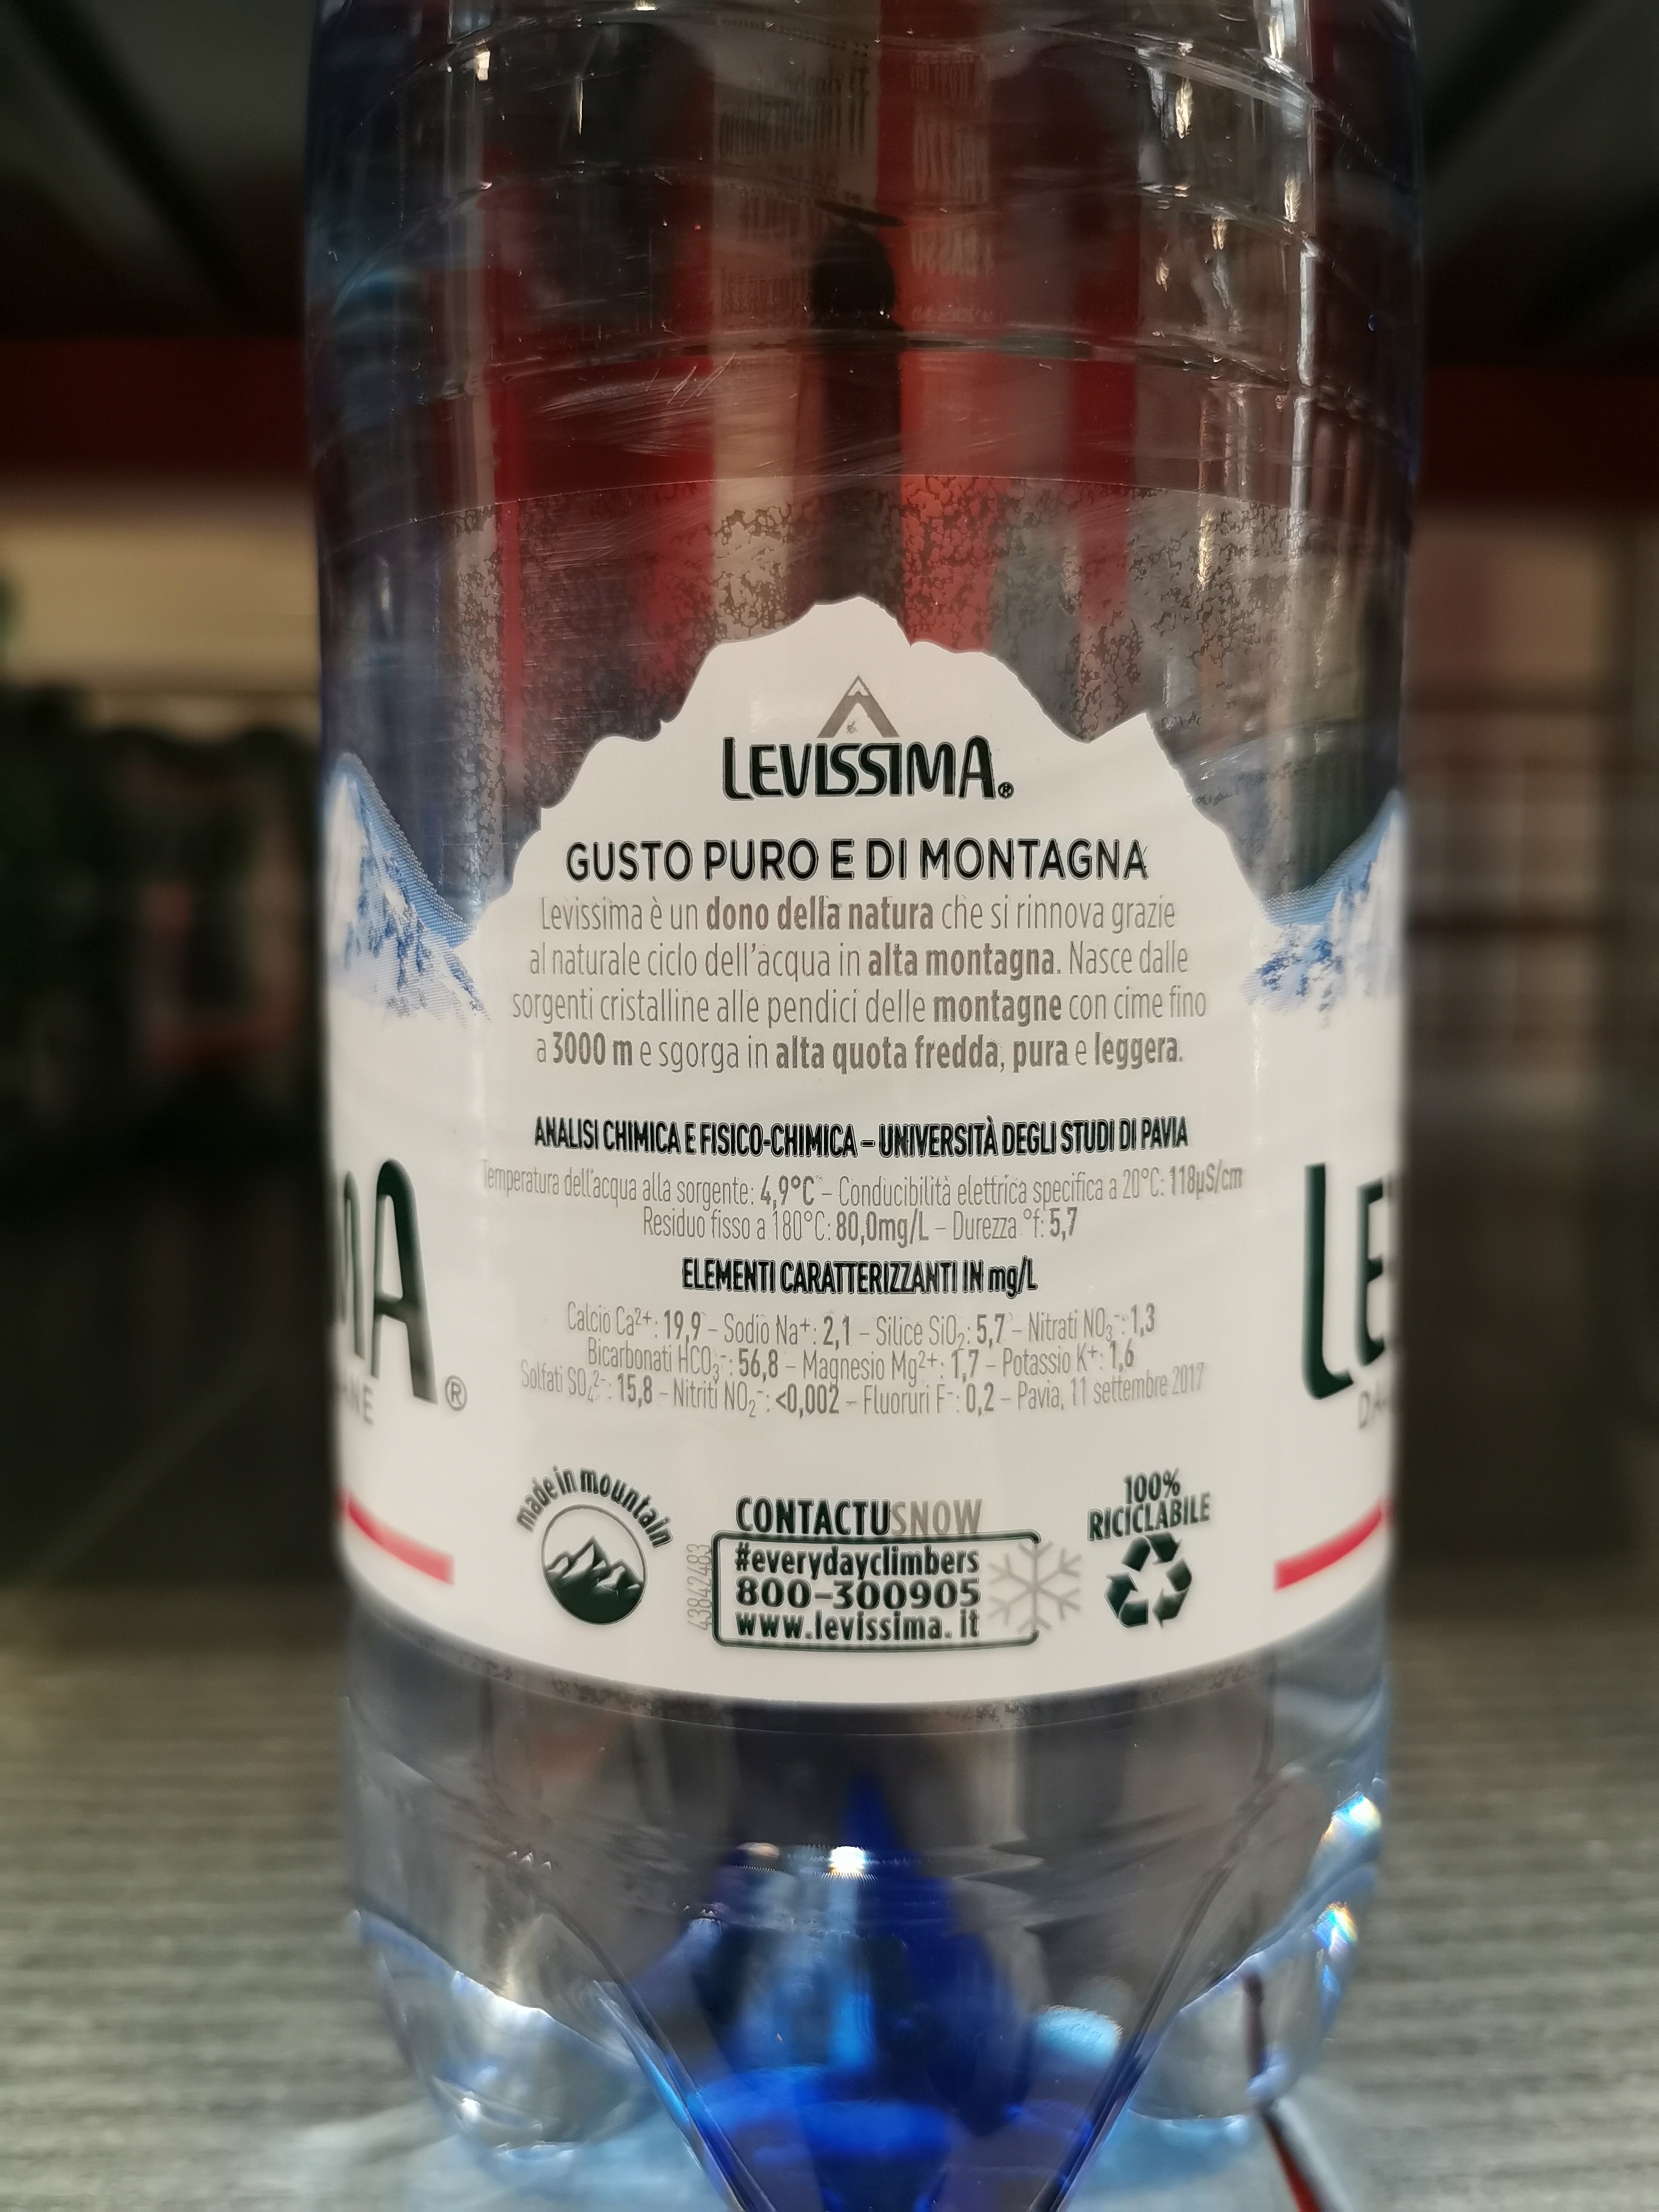 LEVISSIMA®
GUSTO PURO E DI MONTAGNA
Levissima è un dono della natura che si rinnova grazie
al naturale ciclo dell'acqua in alta montagna. Nasce dalle
sorgenti cristalline alle pendici delle montagne con cime fino
a 3000 m e sgorga in alta quota fredda, pura e leggera.
ANALISI CHIMICA E FISICO-CHIMICA – UNIVERSITÀ DEGLI STUDI DI PAVIA
Temperatura dell'acqua alla sorgente: 4,9°C – Conducibilità elettrica specifica a 20°C: 118µS/cm
Residuo fisso a 180°C: 80,0mg/L – Durezza °f: 5,7
ELEMENTI CARATTERIZZANTI IN mg/L
Calcio Ca²⁺: 19,9 – Sodio Na⁺: 2,1 – Silice SiO₂: 5,7 – Nitrati NO₃⁻: 1,3
Bicarbonati HCO₃⁻: 56,8 – Magnesio Mg²⁺: 1,7 – Potassio K⁺: 1,6
Solfati SO₄²⁻: 15,8 – Nitriti NO₂⁻: <0,002 – Fluoruri F⁻: 0,2 – Pavia, 11 settembre 2017
made in mountain
CONTACTUSNOW
#everydayclimbers
800-300905
www.levissima.it
43842483
100%
RICICLABILE